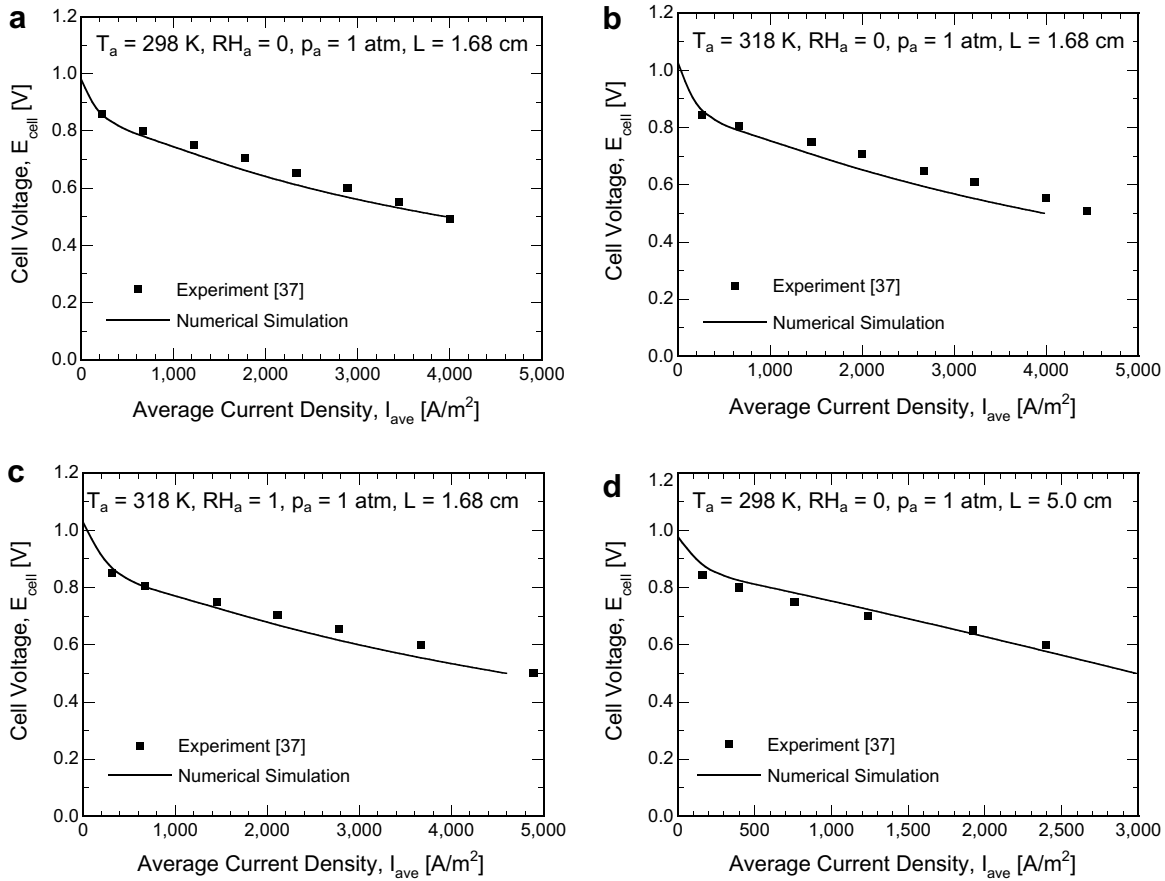 a
T_a = 298 K, RH_a = 0, p_a = 1 atm, L = 1.68 cm
1.2
1.0
0.8
0.6
0.4
0.2
0.0
Cell Voltage, E_cell [V]
Experiment [37]
Numerical Simulation
0 1,000 2,000 3,000 4,000 5,000
Average Current Density, I_ave [A/m²]
b
T_a = 318 K, RH_a = 0, p_a = 1 atm, L = 1.68 cm
1.2
1.0
0.8
0.6
0.4
0.2
0.0
Cell Voltage, E_cell [V]
Experiment [37]
Numerical Simulation
0 1,000 2,000 3,000 4,000 5,000
Average Current Density, I_ave [A/m²]
c
T_a = 318 K, RH_a = 1, p_a = 1 atm, L = 1.68 cm
1.2
1.0
0.8
0.6
0.4
0.2
0.0
Cell Voltage, E_cell [V]
Experiment [37]
Numerical Simulation
0 1,000 2,000 3,000 4,000 5,000
Average Current Density, I_ave [A/m²]
d
T_a = 298 K, RH_a = 0, p_a = 1 atm, L = 5.0 cm
1.2
1.0
0.8
0.6
0.4
0.2
0.0
Cell Voltage, E_cell [V]
Experiment [37]
Numerical Simulation
0 500 1,000 1,500 2,000 2,500 3,000
Average Current Density, I_ave [A/m²]